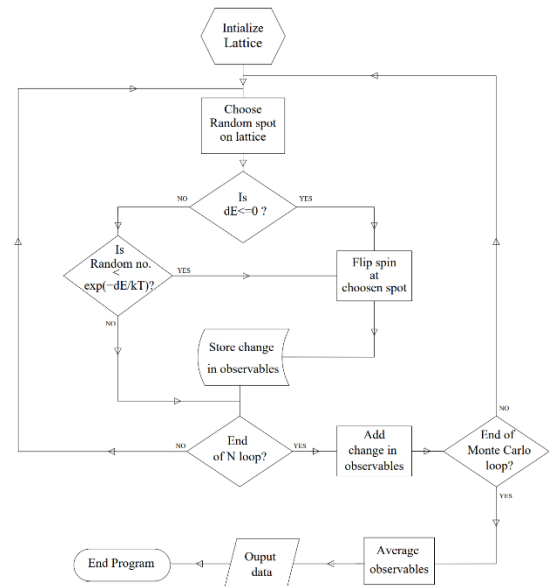 Intialize
Lattice
Choose
Random spot
on lattice
Is
dE<=0 ?
NO
YES
Is
Random no.
<
exp(−dE/kT)?
YES
NO
Flip spin
at
choosen spot
Store change
in observables
End
of N loop?
NO
YES
Add
change in
observables
End of
Monte Carlo
loop?
NO
YES
Average
observables
Ouput
data
End Program